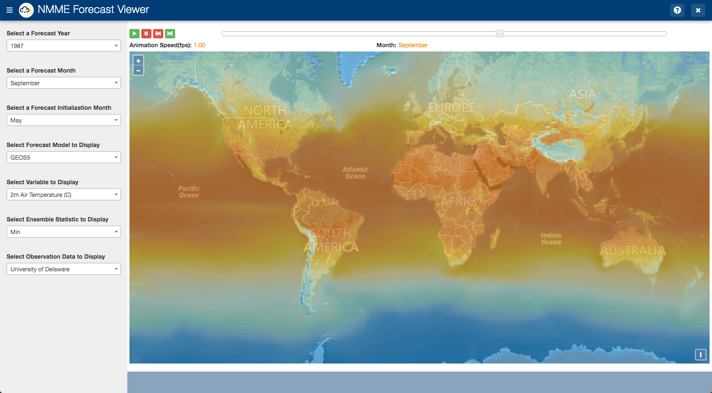 NMME Forecast Viewer
Select a Forecast Year
1987
Select a Forecast Month
September
Select a Forecast Initialization Month
May
Select Forecast Model to Display
GEOS5
Select Variable to Display
2m Air Temperature (C)
Select Ensemble Statistic to Display
Min
Select Observation Data to Display
University of Delaware
Animation Speed(fps): 1.00
Month: September
+
-
NORTH
AMERICA
EUROPE
ASIA
Atlantic
Ocean
Pacific
Ocean
AFRICA
SOUTH
AMERICA
Indian
Ocean
AUSTRALIA
i